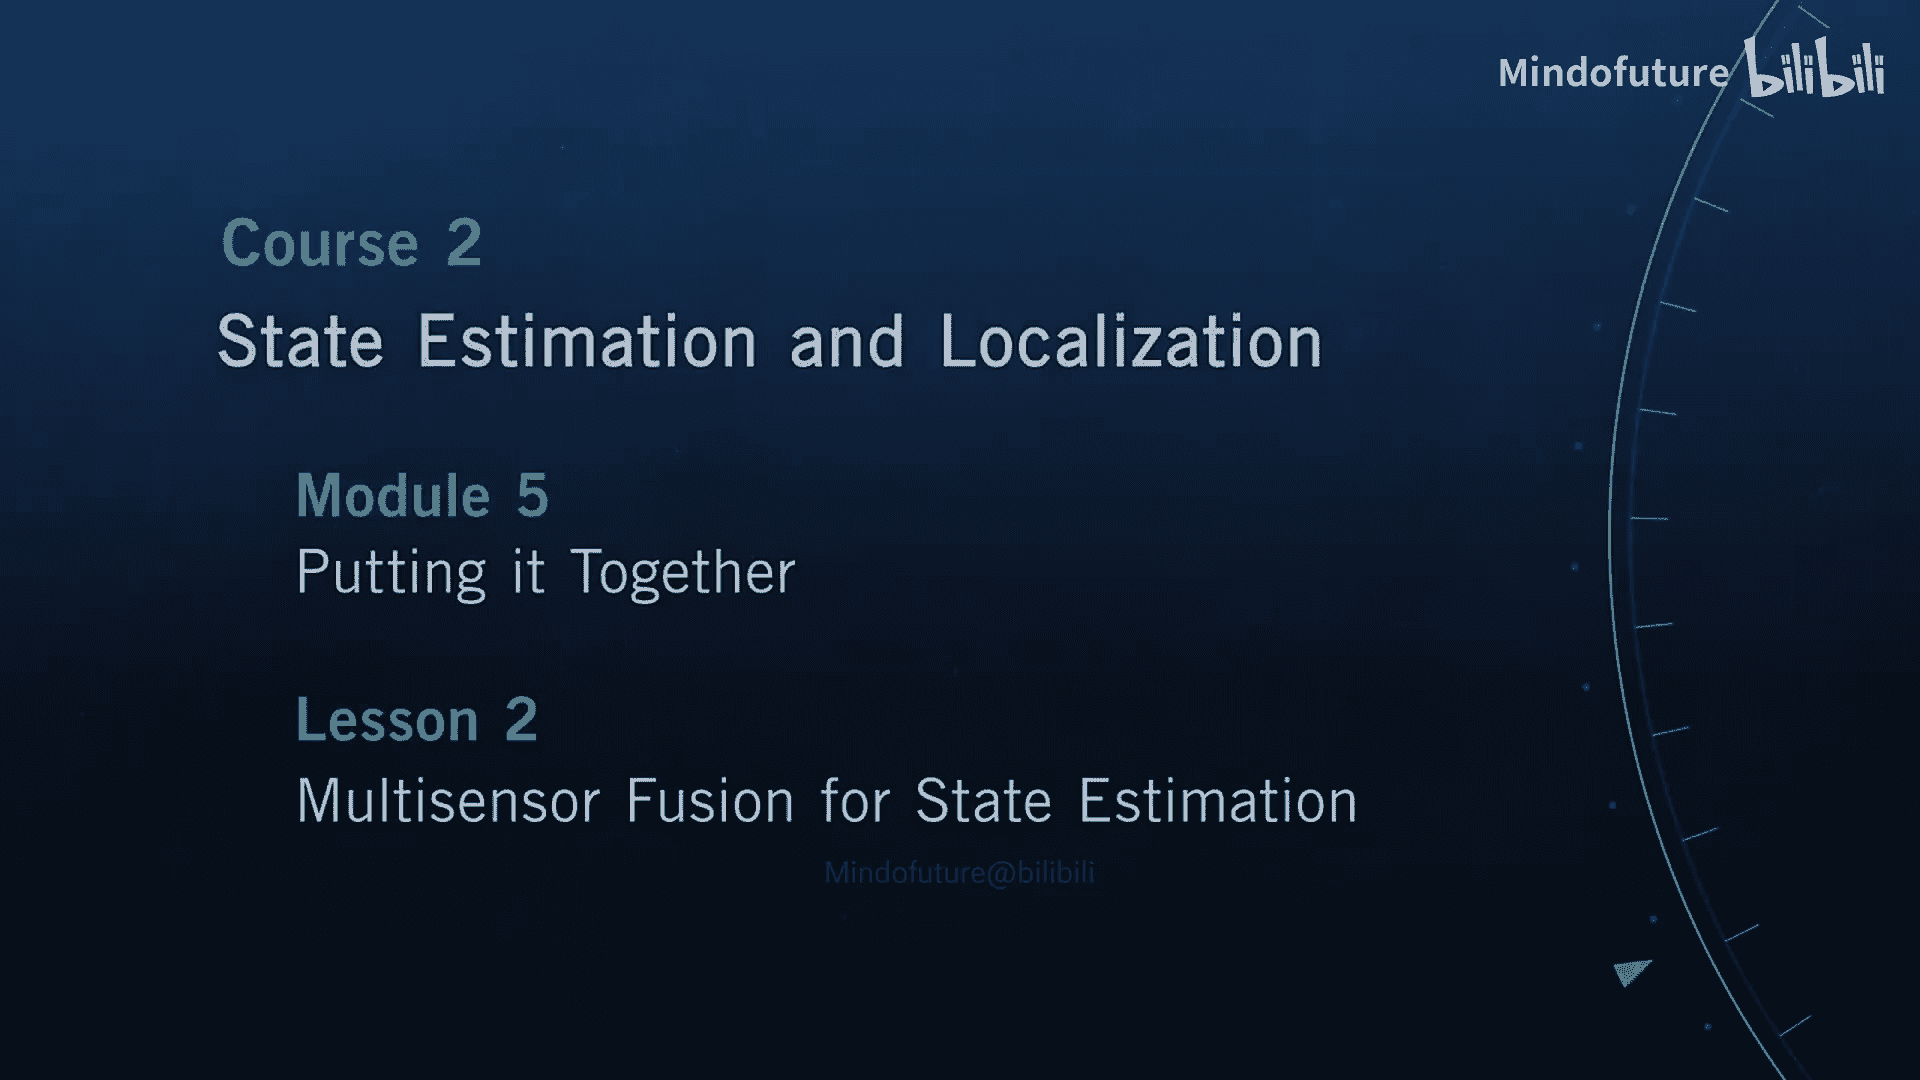 Mindofuture bilibili
Course 2
State Estimation and Localization
Module 5
Putting it Together
Lesson 2
Multisensor Fusion for State Estimation
Mindofuture@bilibili